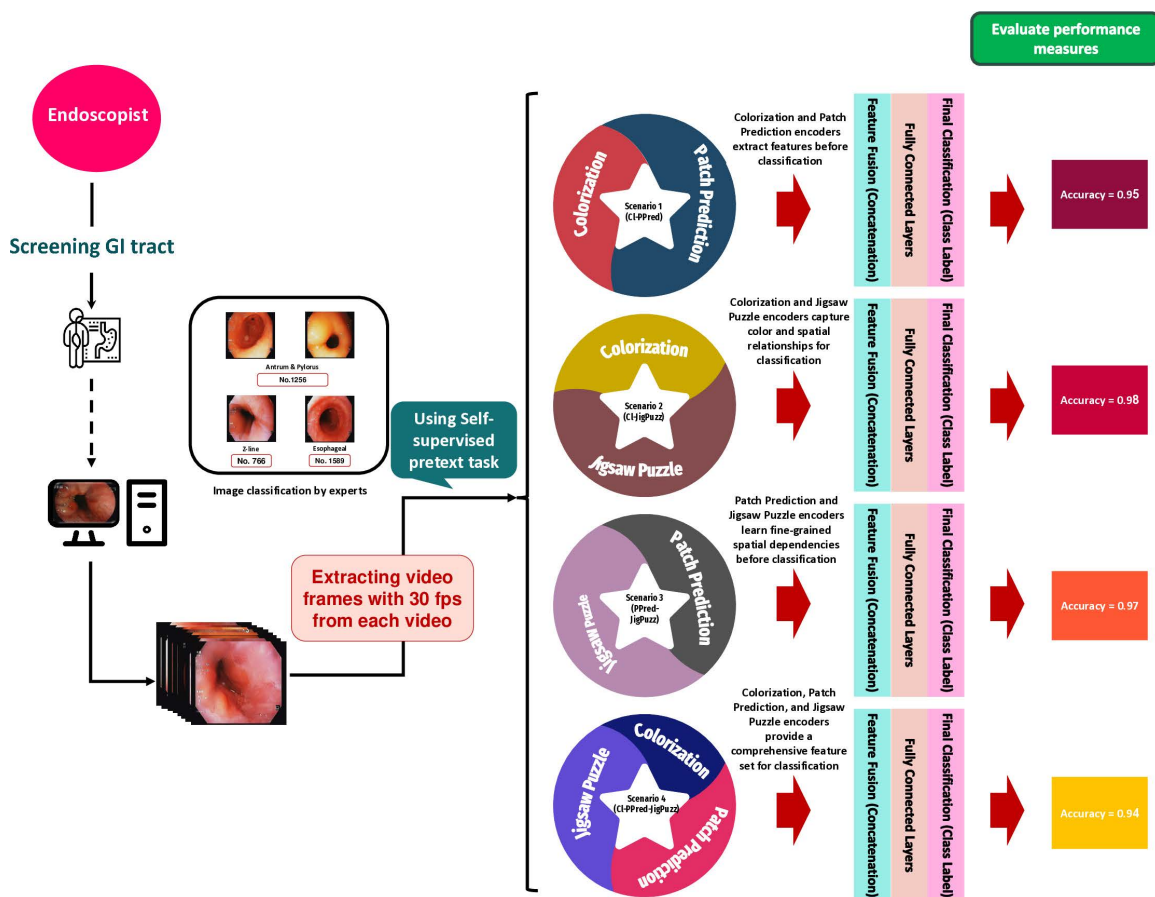 Evaluate performance
measures
Endoscopist
Screening GI tract
Antrum & Pylorus
No.1256
Z-line
No. 766
Esophageal
No. 1589
Image classification by experts
Using Self-
supervised
pretext task
Extracting video
frames with 30 fps
from each video
Colorization
Patch Prediction
Scenario 1
(Cl-PPred)
Colorization and Patch
Prediction encoders
extract features before
classification
Feature Fusion (Concatenation)
Fully Connected Layers
Final Classification (Class Label)
Accuracy = 0.95
Colorization
Jigsaw Puzzle
Scenario 2
(Cl-JigPuzz)
Colorization and Jigsaw
Puzzle encoders capture
color and spatial
relationships for
classification
Feature Fusion (Concatenation)
Fully Connected Layers
Final Classification (Class Label)
Accuracy = 0.98
Jigsaw Puzzle
Patch Prediction
Scenario 3
(PPred-
JigPuzz)
Patch Prediction and
Jigsaw Puzzle encoders
learn fine-grained
spatial dependencies
before classification
Feature Fusion (Concatenation)
Fully Connected Layers
Final Classification (Class Label)
Accuracy = 0.97
Jigsaw Puzzle
Colorization
Patch Prediction
Scenario 4
(Cl-PPred-JigPuzz)
Colorization, Patch
Prediction, and Jigsaw
Puzzle encoders
provide a
comprehensive feature
set for classification
Feature Fusion (Concatenation)
Fully Connected Layers
Final Classification (Class Label)
Accuracy = 0.94